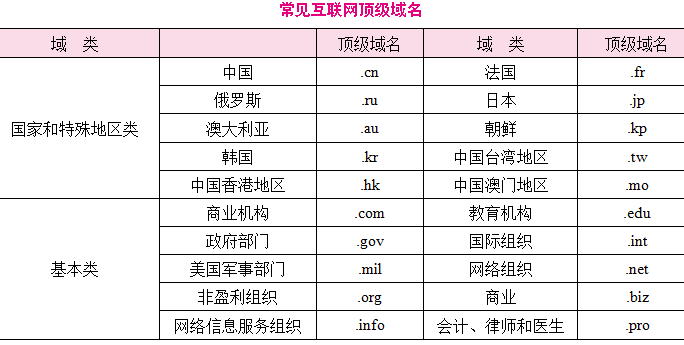 常见互联网顶级域名
域 类 顶级域名 域 类 顶级域名
国家和特殊地区类
中国 .cn 法国 .fr
俄罗斯 .ru 日本 .jp
澳大利亚 .au 朝鲜 .kp
韩国 .kr 中国台湾地区 .tw
中国香港地区 .hk 中国澳门地区 .mo
基本类
商业机构 .com 教育机构 .edu
政府部门 .gov 国际组织 .int
美国军事部门 .mil 网络组织 .net
非盈利组织 .org 商业 .biz
网络信息服务组织 .info 会计、律师和医生 .pro